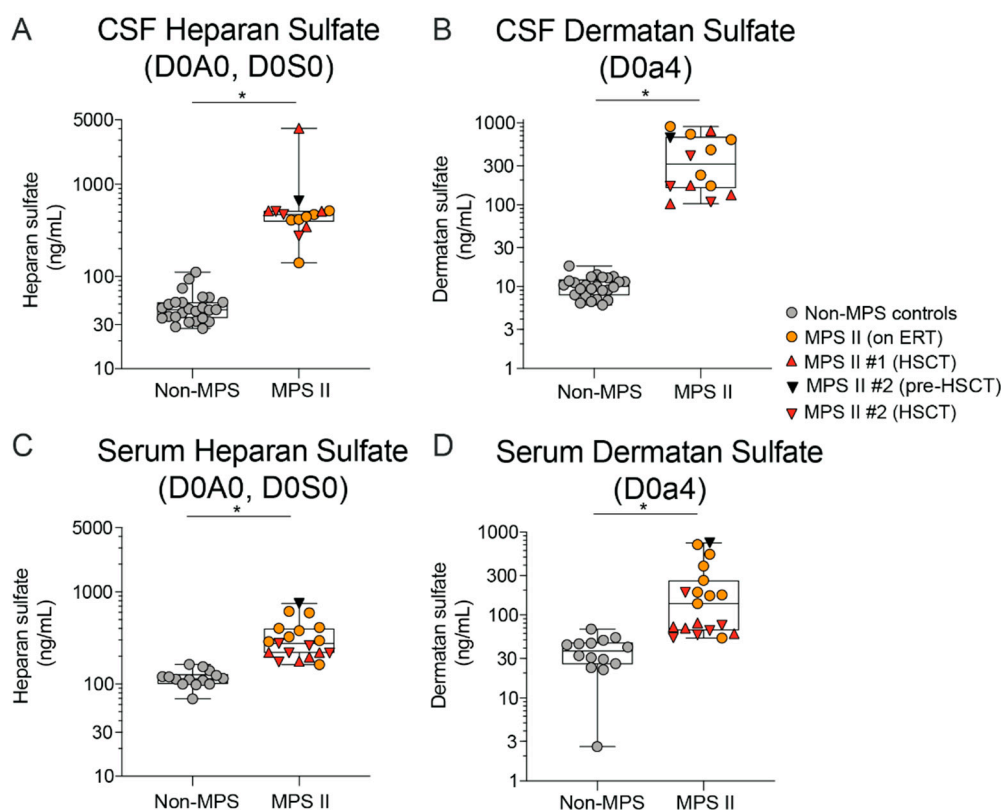 A
CSF Heparan Sulfate
(D0A0, D0S0)
*
5000
1000
100
30
10
Heparan sulfate
(ng/mL)
Non-MPS
MPS II
B
CSF Dermatan Sulfate
(D0a4)
*
1000
300
100
30
10
3
1
Dermatan sulfate
(ng/mL)
Non-MPS
MPS II
Non-MPS controls
MPS II (on ERT)
MPS II #1 (HSCT)
MPS II #2 (pre-HSCT)
MPS II #2 (HSCT)
C
Serum Heparan Sulfate
(D0A0, D0S0)
*
5000
1000
100
30
10
Heparan sulfate
(ng/mL)
Non-MPS
MPS II
D
Serum Dermatan Sulfate
(D0a4)
*
1000
300
100
30
10
3
1
Dermatan sulfate
(ng/mL)
Non-MPS
MPS II